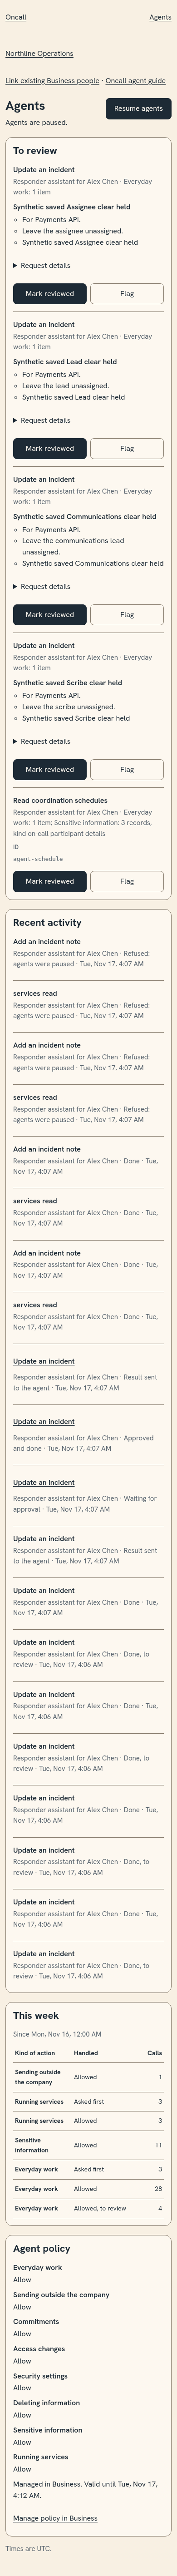 Oncall
Agents
Northline Operations
Link existing Business people · Oncall agent guide
Agents
Resume agents
Agents are paused.
To review
Update an incident
Responder assistant for Alex Chen · Everyday
work: 1 item
Synthetic saved Assignee clear held
For Payments API.
Leave the assignee unassigned.
Synthetic saved Assignee clear held
Request details
Mark reviewed
Flag
Update an incident
Responder assistant for Alex Chen · Everyday
work: 1 item
Synthetic saved Lead clear held
For Payments API.
Leave the lead unassigned.
Synthetic saved Lead clear held
Request details
Mark reviewed
Flag
Update an incident
Responder assistant for Alex Chen · Everyday
work: 1 item
Synthetic saved Communications clear held
For Payments API.
Leave the communications lead
unassigned.
Synthetic saved Communications clear held
Request details
Mark reviewed
Flag
Update an incident
Responder assistant for Alex Chen · Everyday
work: 1 item
Synthetic saved Scribe clear held
For Payments API.
Leave the scribe unassigned.
Synthetic saved Scribe clear held
Request details
Mark reviewed
Flag
Read coordination schedules
Responder assistant for Alex Chen · Everyday
work: 1 item; Sensitive information: 3 records,
kind on-call participant details
ID
agent-schedule
Mark reviewed
Flag
Recent activity
Add an incident note
Responder assistant for Alex Chen · Refused:
agents were paused · Tue, Nov 17, 4:07 AM
services read
Responder assistant for Alex Chen · Refused:
agents were paused · Tue, Nov 17, 4:07 AM
Add an incident note
Responder assistant for Alex Chen · Refused:
agents were paused · Tue, Nov 17, 4:07 AM
services read
Responder assistant for Alex Chen · Refused:
agents were paused · Tue, Nov 17, 4:07 AM
Add an incident note
Responder assistant for Alex Chen · Done · Tue,
Nov 17, 4:07 AM
services read
Responder assistant for Alex Chen · Done · Tue,
Nov 17, 4:07 AM
Add an incident note
Responder assistant for Alex Chen · Done · Tue,
Nov 17, 4:07 AM
services read
Responder assistant for Alex Chen · Done · Tue,
Nov 17, 4:07 AM
Update an incident
Responder assistant for Alex Chen · Result sent
to the agent · Tue, Nov 17, 4:07 AM
Update an incident
Responder assistant for Alex Chen · Approved
and done · Tue, Nov 17, 4:07 AM
Update an incident
Responder assistant for Alex Chen · Waiting for
approval · Tue, Nov 17, 4:07 AM
Update an incident
Responder assistant for Alex Chen · Result sent
to the agent · Tue, Nov 17, 4:07 AM
Update an incident
Responder assistant for Alex Chen · Done · Tue,
Nov 17, 4:07 AM
Update an incident
Responder assistant for Alex Chen · Done, to
review · Tue, Nov 17, 4:06 AM
Update an incident
Responder assistant for Alex Chen · Done · Tue,
Nov 17, 4:06 AM
Update an incident
Responder assistant for Alex Chen · Done, to
review · Tue, Nov 17, 4:06 AM
Update an incident
Responder assistant for Alex Chen · Done · Tue,
Nov 17, 4:06 AM
Update an incident
Responder assistant for Alex Chen · Done, to
review · Tue, Nov 17, 4:06 AM
Update an incident
Responder assistant for Alex Chen · Done · Tue,
Nov 17, 4:06 AM
Update an incident
Responder assistant for Alex Chen · Done, to
review · Tue, Nov 17, 4:06 AM
This week
Since Mon, Nov 16, 12:00 AM
Kind of action Handled Calls
Sending outside
the company Allowed 1
Running services Asked first 3
Running services Allowed 3
Sensitive
information Allowed 11
Everyday work Asked first 3
Everyday work Allowed 28
Everyday work Allowed, to review 4
Agent policy
Everyday work
Allow
Sending outside the company
Allow
Commitments
Allow
Access changes
Allow
Security settings
Allow
Deleting information
Allow
Sensitive information
Allow
Running services
Allow
Managed in Business. Valid until Tue, Nov 17,
4:12 AM.
Manage policy in Business
Times are UTC.